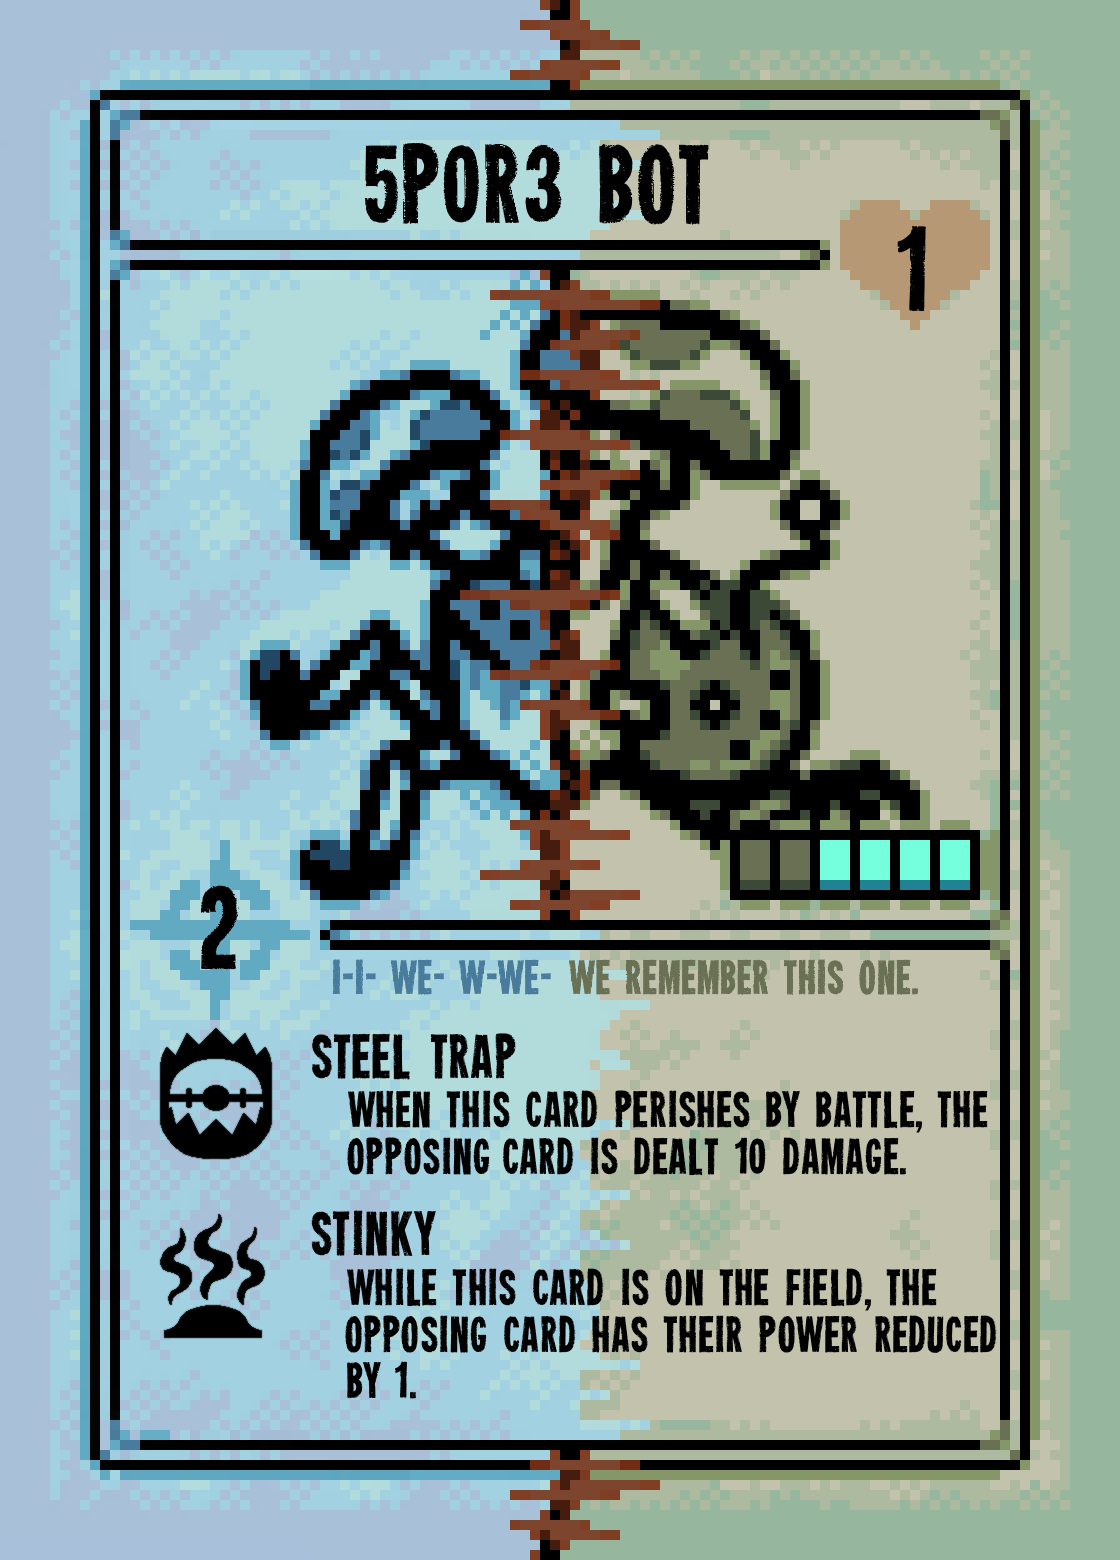 5POR3 BOT
1
2
I-I- WE- W-WE- WE REMEMBER THIS ONE.
STEEL TRAP
WHEN THIS CARD PERISHES BY BATTLE, THE
OPPOSING CARD IS DEALT 10 DAMAGE.
STINKY
WHILE THIS CARD IS ON THE FIELD, THE
OPPOSING CARD HAS THEIR POWER REDUCED
BY 1.